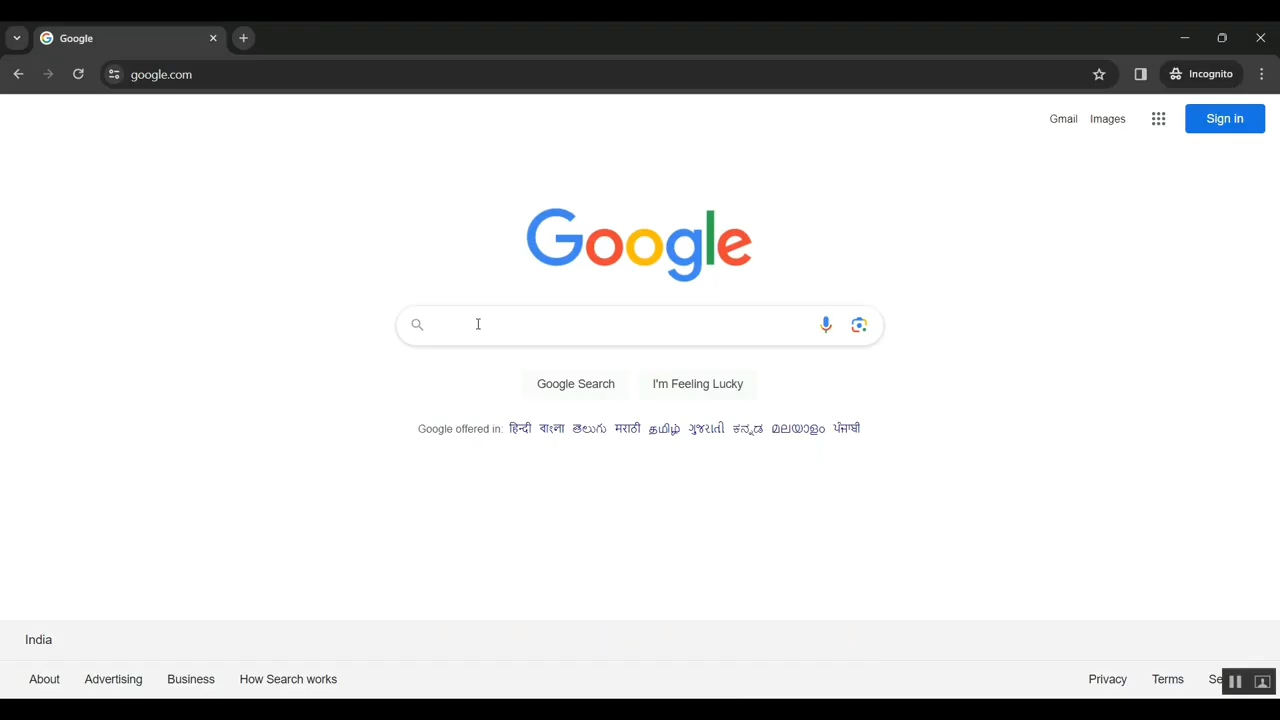 Google
google.com
Incognito
Gmail Images Sign in
Google
Google Search I'm Feeling Lucky
Google offered in: हिन्दी বাংলা తెలుగు मराठी தமிழ் ગુજરાતી ಕನ್ನಡ മലയാളം ਪੰਜਾਬੀ
India
About Advertising Business How Search works Privacy Terms